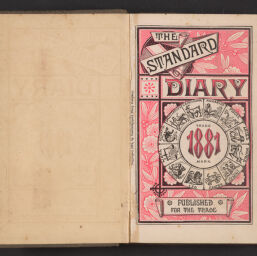 THE
STANDARD
DIARY
TRADE
1881
MARK
PUBLISHED
FOR THE TRADE